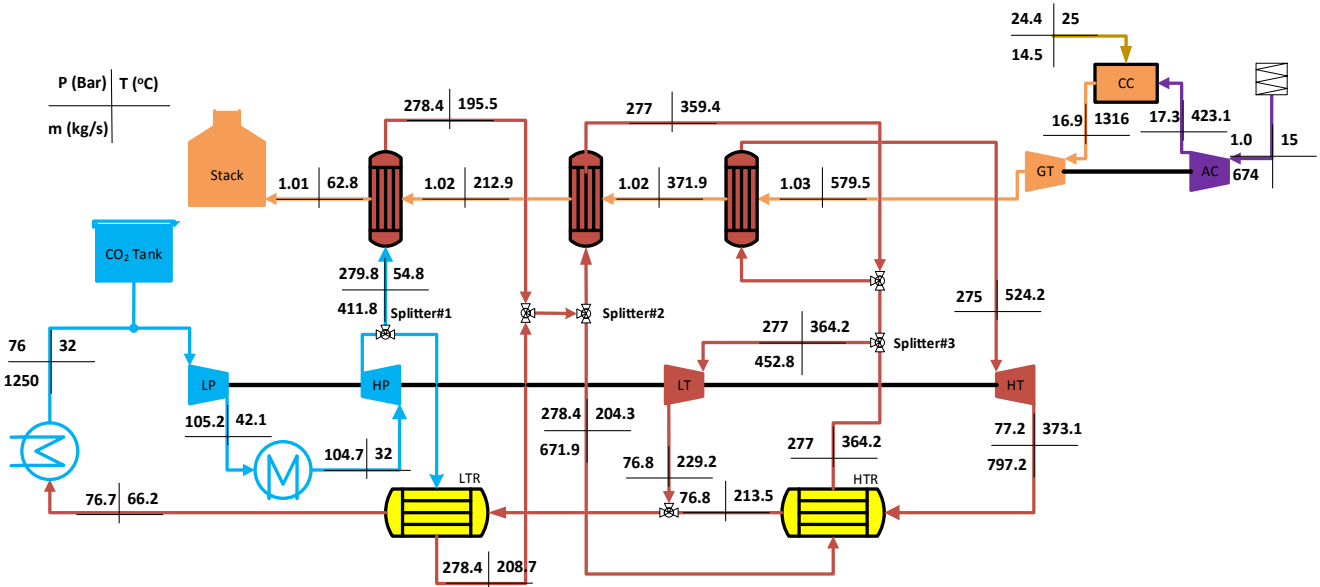 24.4 25
14.5
P (Bar) T (°C)
m (kg/s)
CC
278.4 195.5
277 359.4
16.9 1316
17.3 423.1
1.0 15
674
Stack
GT
AC
1.01 62.8
1.02 212.9
1.02 371.9
1.03 579.5
CO₂ Tank
279.8 54.8
411.8
275 524.2
Splitter#1
Splitter#2
277 364.2
452.8
Splitter#3
76 32
1250
LP
HP
LT
HT
105.2 42.1
278.4 204.3
671.9
77.2 373.1
797.2
104.7 32
76.8 229.2
277 364.2
LTR
HTR
76.7 66.2
76.8 213.5
278.4 208.7